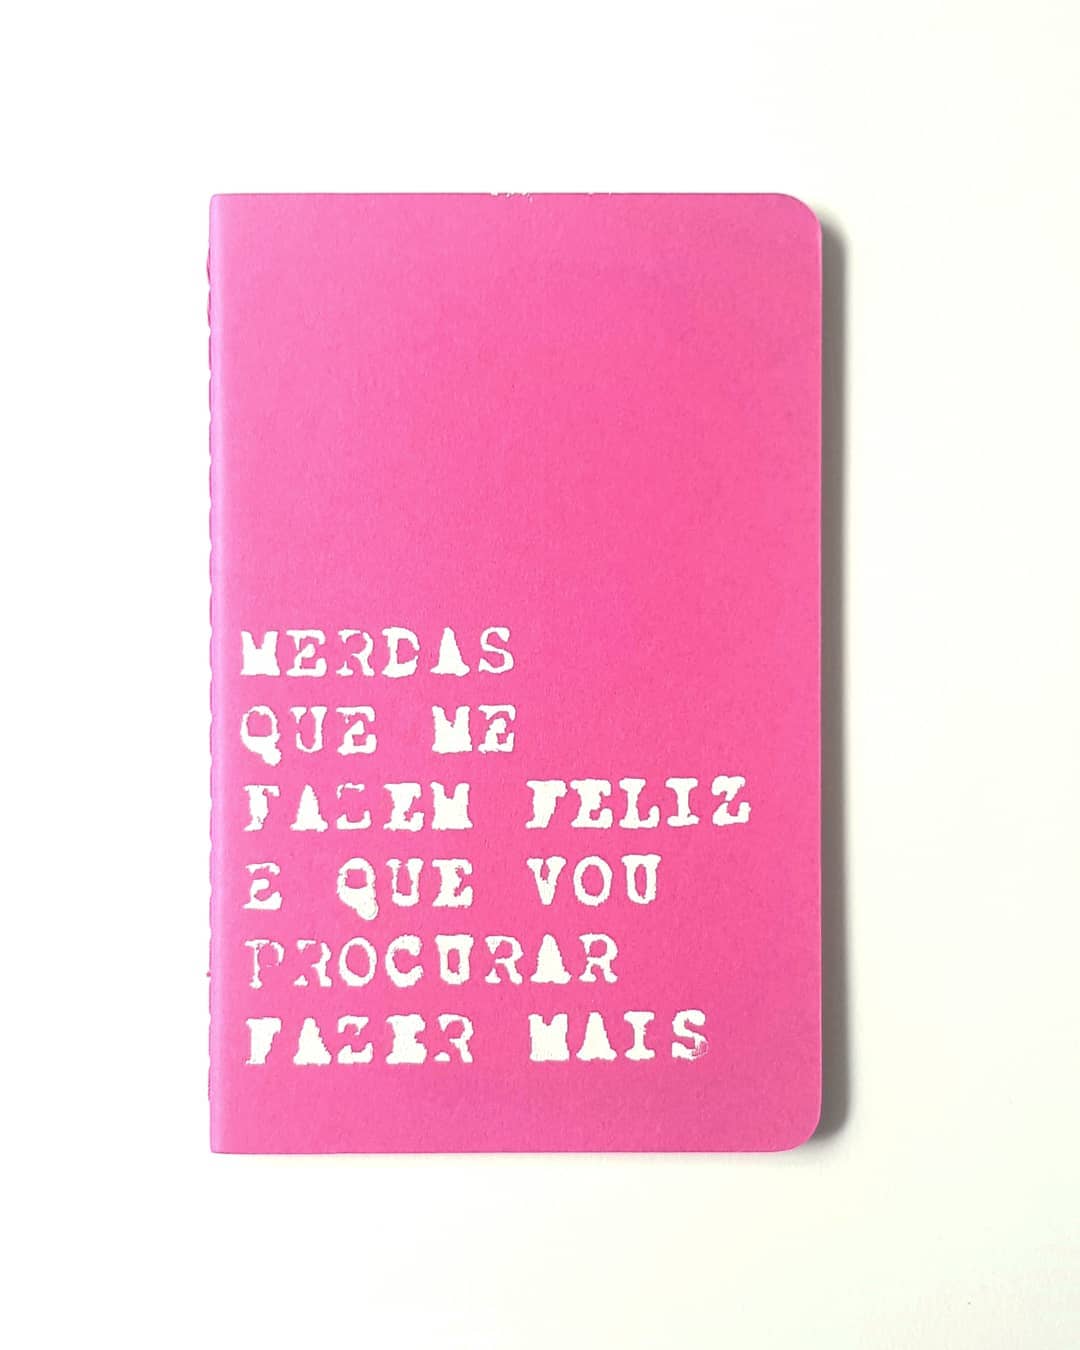 MERDAS
QUE ME
FAZEM FELIZ
E QUE VOU
PROCURAR
FAZER MAIS